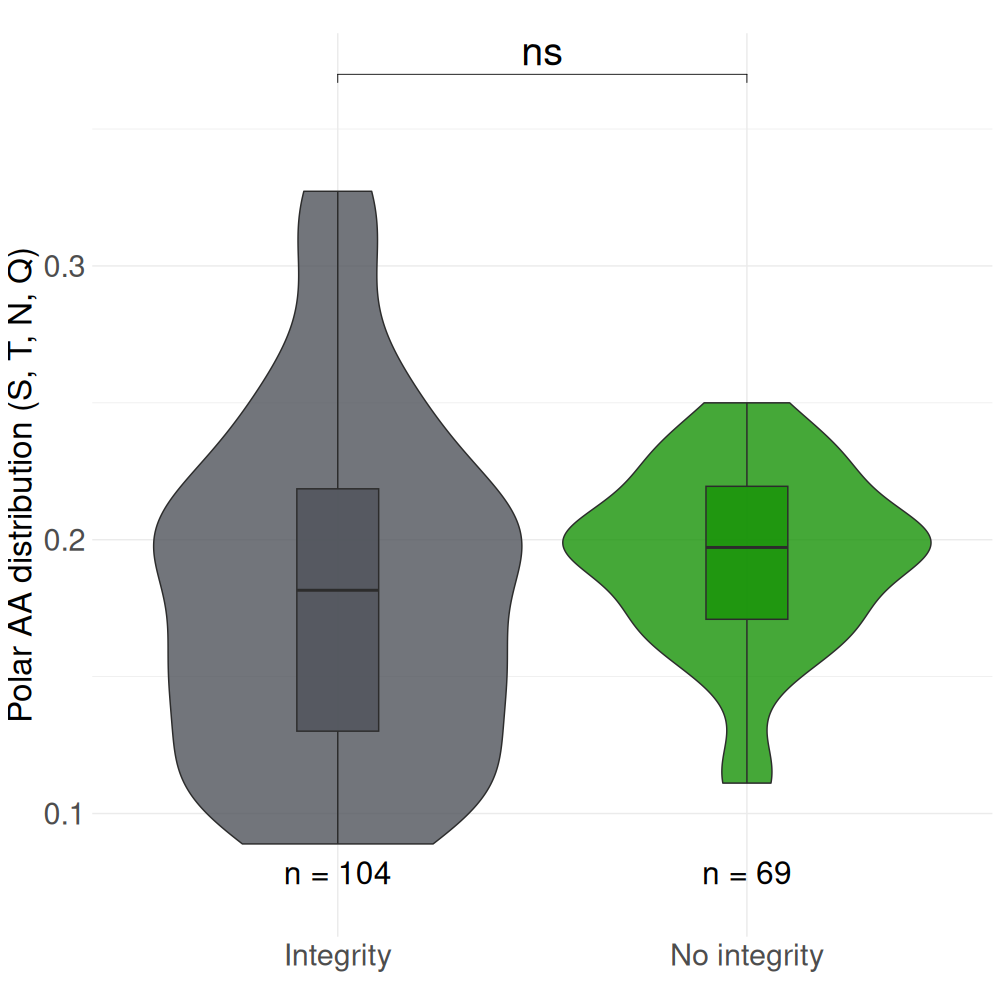 ns
Polar AA distribution (S, T, N, Q)
0.3
0.2
0.1
n = 104
n = 69
Integrity
No integrity